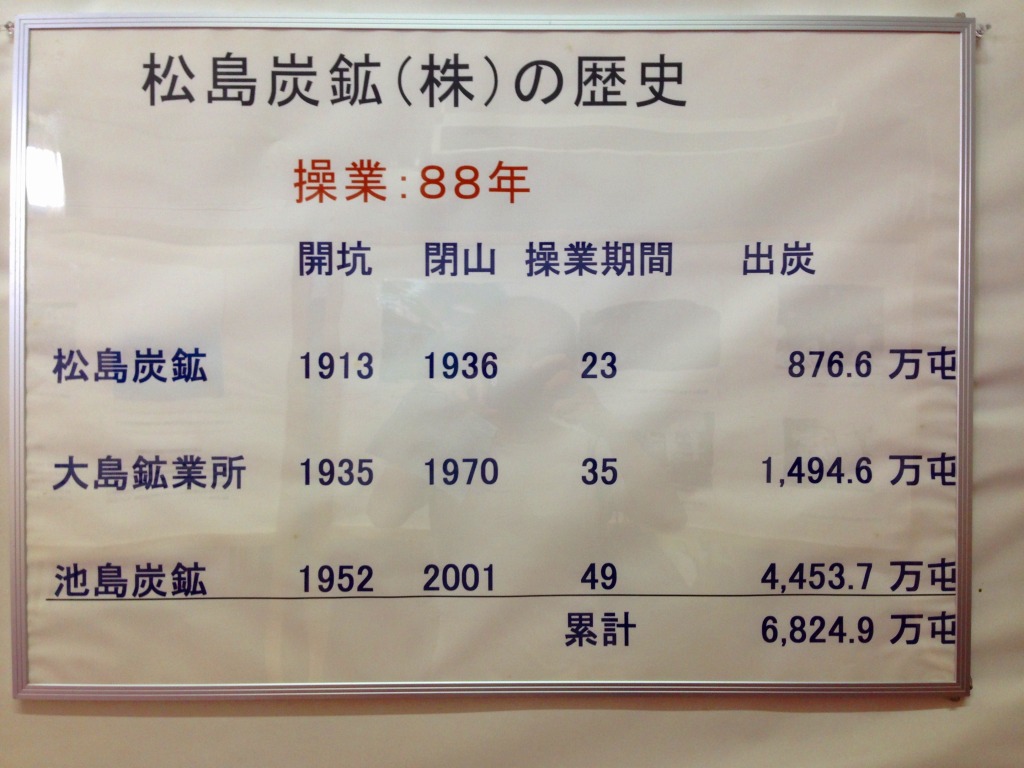 松島炭鉱(株)の歴史
操業:88年
開坑 閉山 操業期間 出炭
松島炭鉱 1913 1936 23 876.6 万屯
大島鉱業所 1935 1970 35 1,494.6 万屯
池島炭鉱 1952 2001 49 4,453.7 万屯
累計 6,824.9 万屯